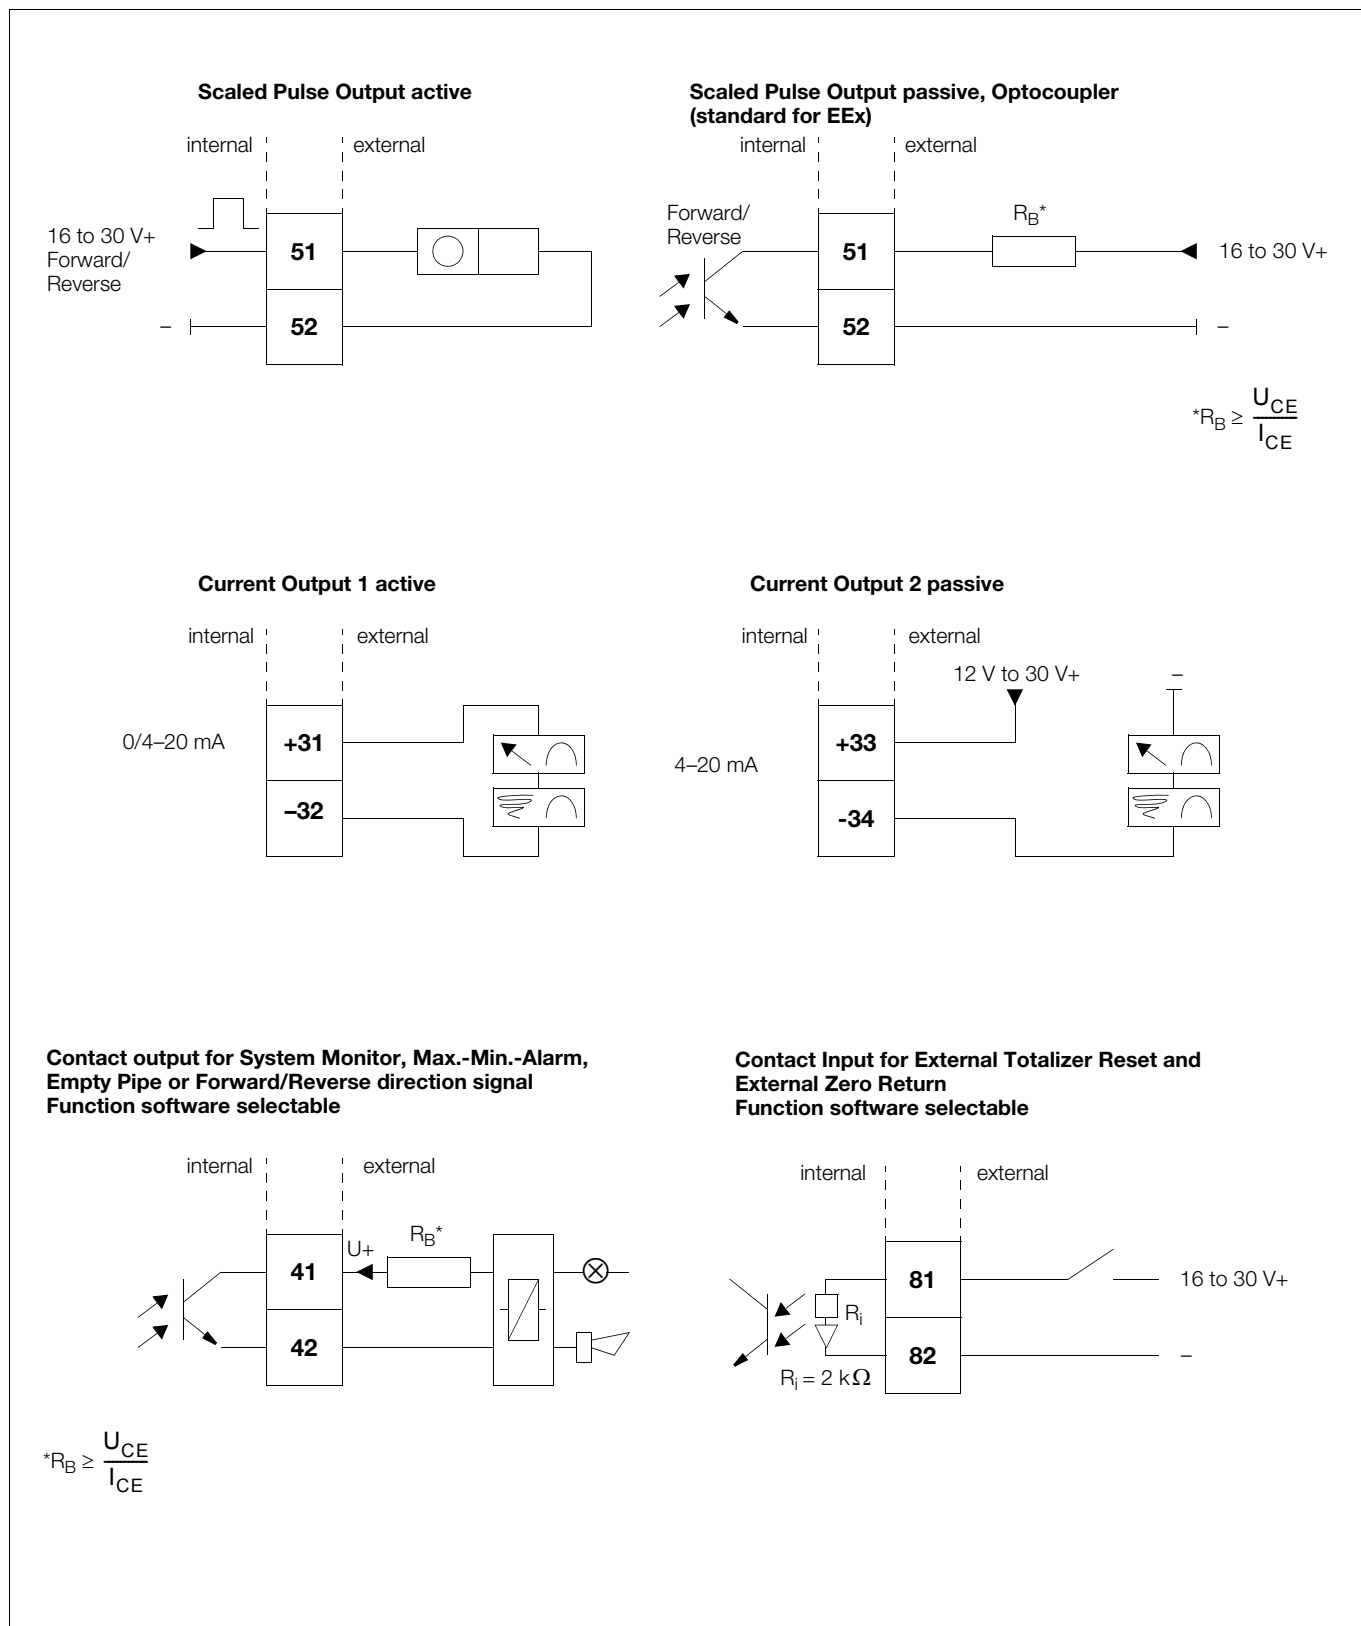 Scaled Pulse Output active
internal
external
16 to 30 V+
Forward/
Reverse
–
51
52
Scaled Pulse Output passive, Optocoupler
(standard for EEx)
internal
external
Forward/
Reverse
51
52
RB*
16 to 30 V+
–
*RB ≥ UCE
ICE
Current Output 1 active
internal
external
0/4–20 mA
+31
–32
Current Output 2 passive
internal
external
12 V to 30 V+
–
4–20 mA
+33
-34
Contact output for System Monitor, Max.-Min.-Alarm,
Empty Pipe or Forward/Reverse direction signal
Function software selectable
internal
external
41
42
U+
RB*
*RB ≥ UCE
ICE
Contact Input for External Totalizer Reset and
External Zero Return
Function software selectable
internal
external
81
82
Ri
Ri = 2 kΩ
16 to 30 V+
–